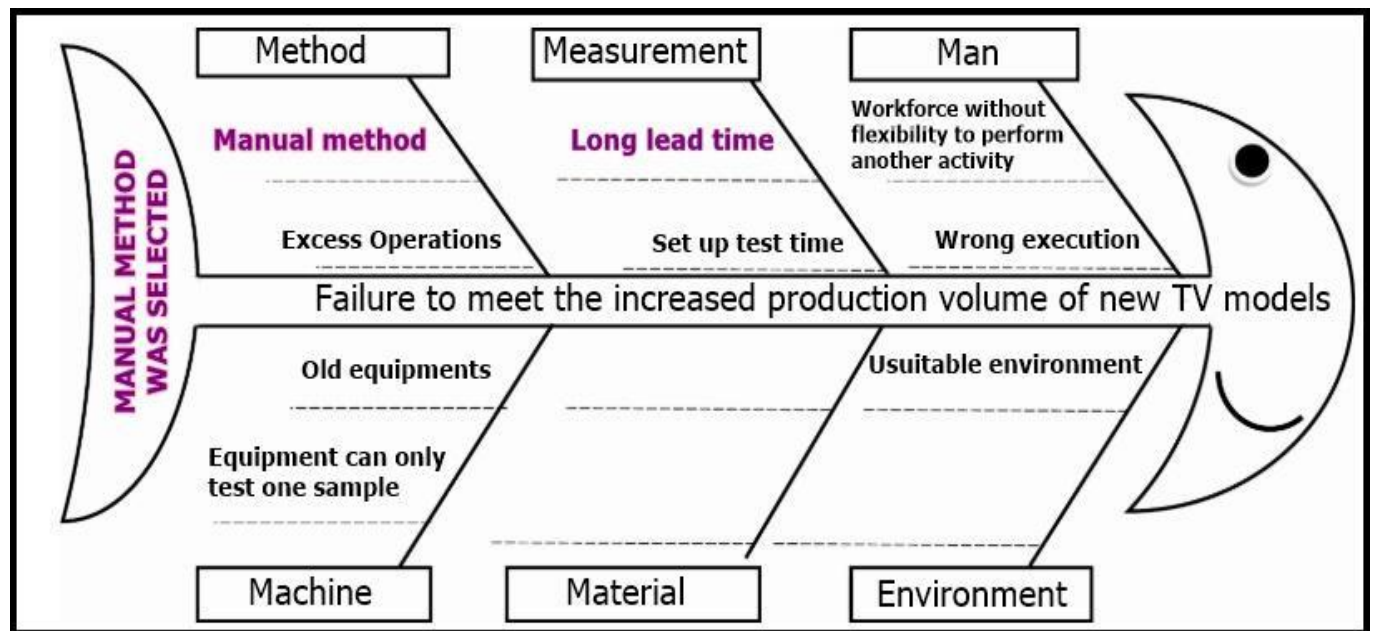 Method
Measurement
Man
Manual method
Long lead time
Workforce without
flexibility to perform
another activity
Excess Operations
Set up test time
Wrong execution
MANUAL METHOD
WAS SELECTED
Failure to meet the increased production volume of new TV models
Old equipments
Usuitable environment
Equipment can only
test one sample
Machine
Material
Environment